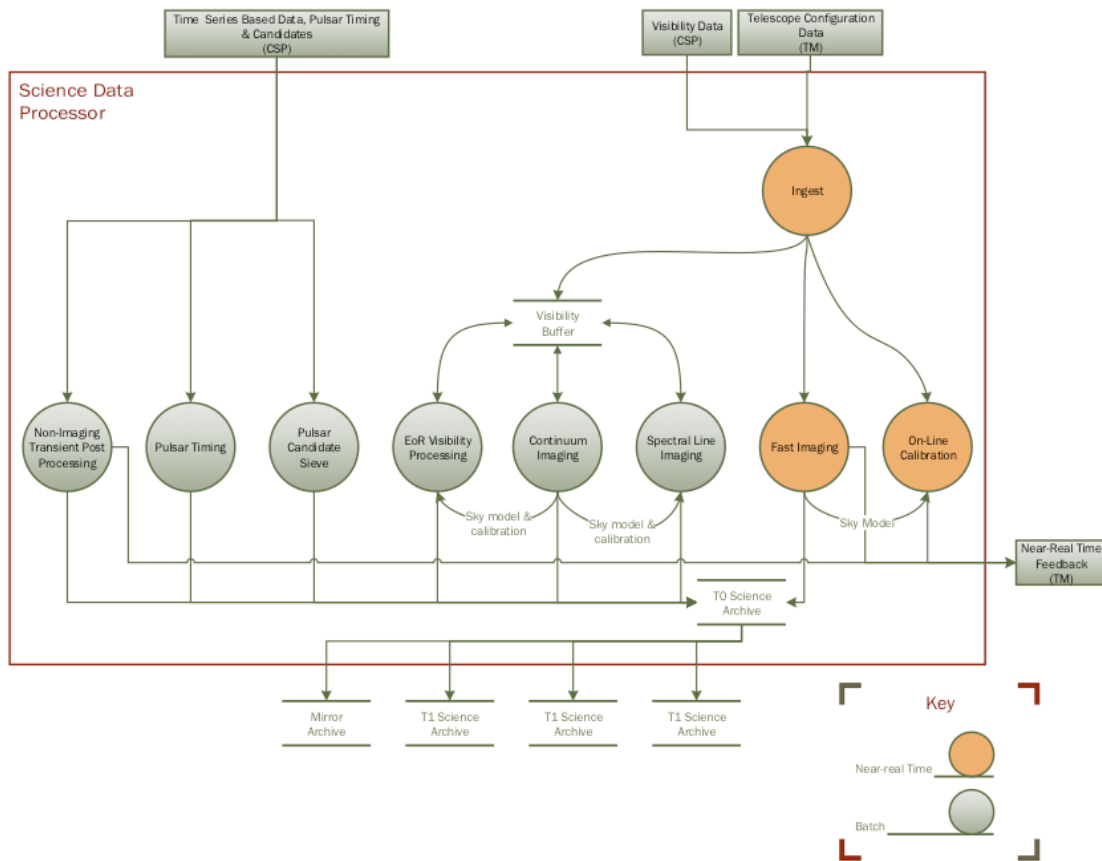 Time Series Based Data, Pulsar Timing
& Candidates
(CSP)
Visibility Data
(CSP)
Telescope Configuration
Data
(TM)
Science Data
Processor
Ingest
Visibility
Buffer
Non-Imaging
Transient Post
Processing
Pulsar Timing
Pulsar
Candidate
Sieve
EoR Visibility
Processing
Continuum
Imaging
Spectral Line
Imaging
Fast Imaging
On-Line
Calibration
Sky model &
calibration
Sky model &
calibration
Sky Model
Near-Real Time
Feedback
(TM)
T0 Science
Archive
Mirror
Archive
T1 Science
Archive
T1 Science
Archive
T1 Science
Archive
Key
Near-real Time
Batch